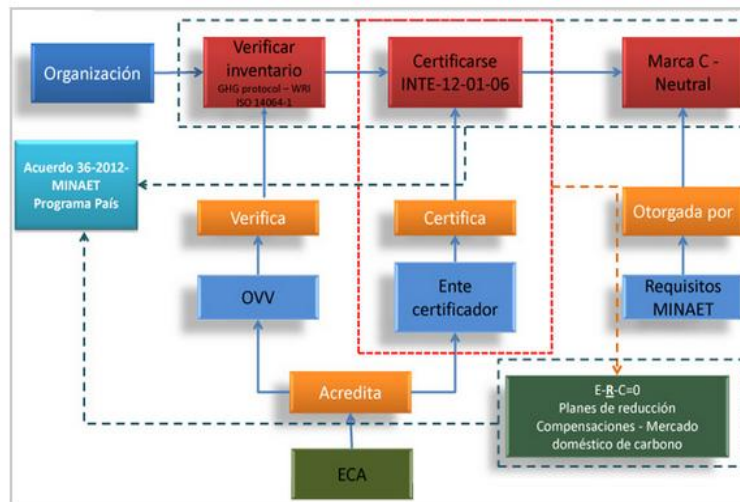 Organización
Verificar
inventario
GHG protocol – WRI
ISO 14064-1
Certificarse
INTE-12-01-06
Marca C -
Neutral
Acuerdo 36-2012-
MINAET
Programa País
Verifica
Certifica
Otorgada por
OVV
Ente
certificador
Requisitos
MINAET
Acredita
E-R-C=0
Planes de reducción
Compensaciones - Mercado
doméstico de carbono
ECA